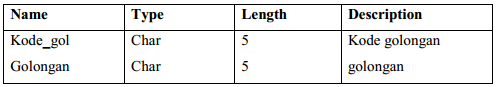 Name Type Length Description
Kode_gol Char 5 Kode golongan
Golongan Char 5 golongan